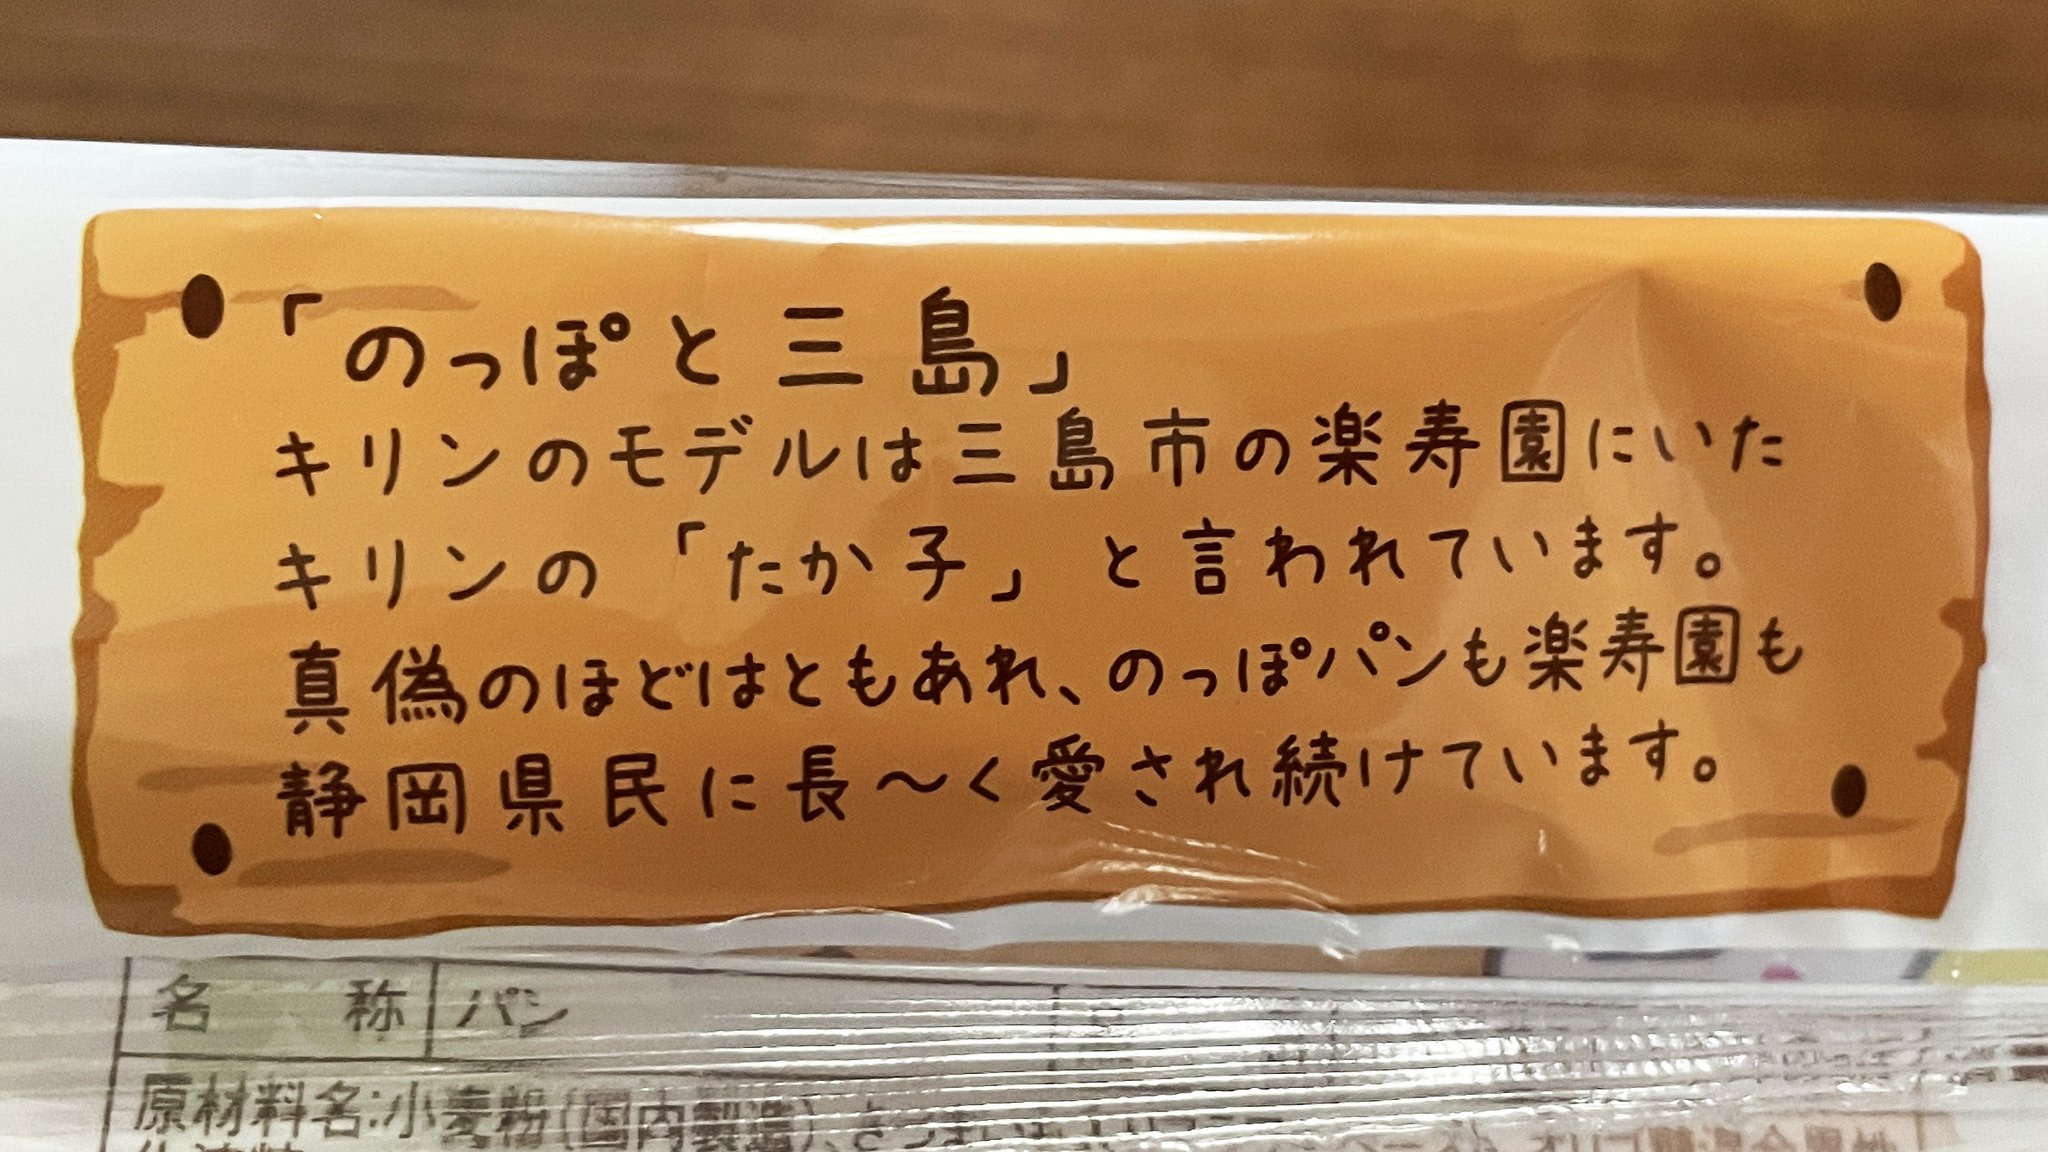 「のっぽと三島」
キリンのモデルは三島市の楽寿園にいた
キリンの「たか子」と言われています。
真偽のほどはともあれ、のっぽパンも楽寿園も
静岡県民に長〜く愛され続けています。
名称 パン
原材料名:小麦粉(国内製造)、